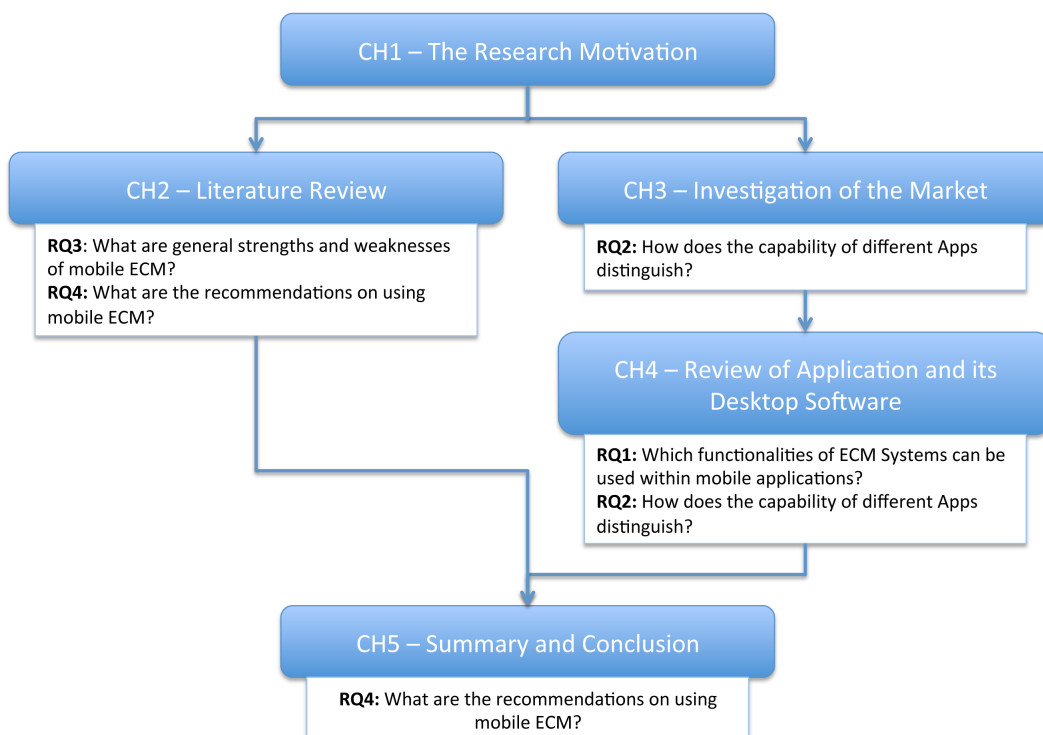 CH1 – The Research Motivation
CH2 – Literature Review
RQ3: What are general strengths and weaknesses
of mobile ECM?
RQ4: What are the recommendations on using
mobile ECM?
CH3 – Investigation of the Market
RQ2: How does the capability of different Apps
distinguish?
CH4 – Review of Application and its
Desktop Software
RQ1: Which functionalities of ECM Systems can be
used within mobile applications?
RQ2: How does the capability of different Apps
distinguish?
CH5 – Summary and Conclusion
RQ4: What are the recommendations on using
mobile ECM?